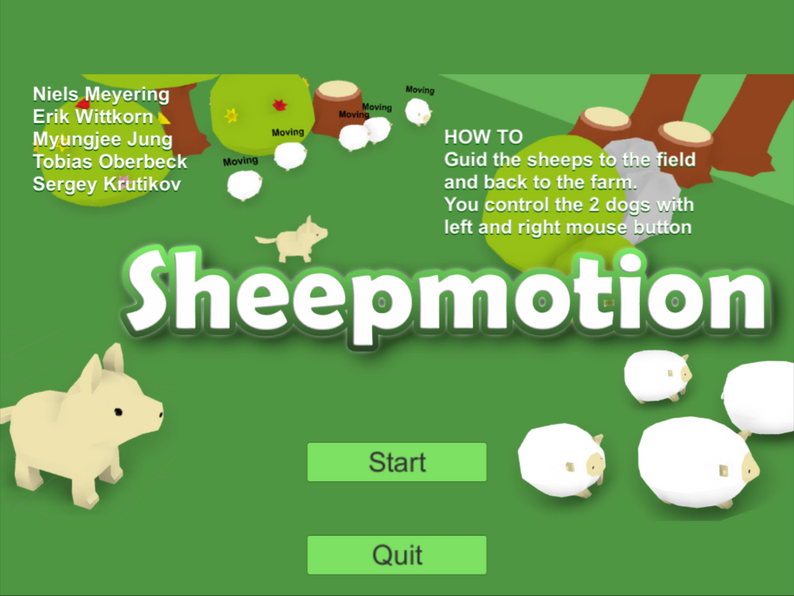 Niels Meyering
Erik Wittkorn
Myungjee Jung
Tobias Oberbeck
Sergey Krutikov
Moving
Moving
Moving
Moving
Moving
HOW TO
Guid the sheeps to the field
and back to the farm.
You control the 2 dogs with
left and right mouse button
Sheepmotion
Start
Quit